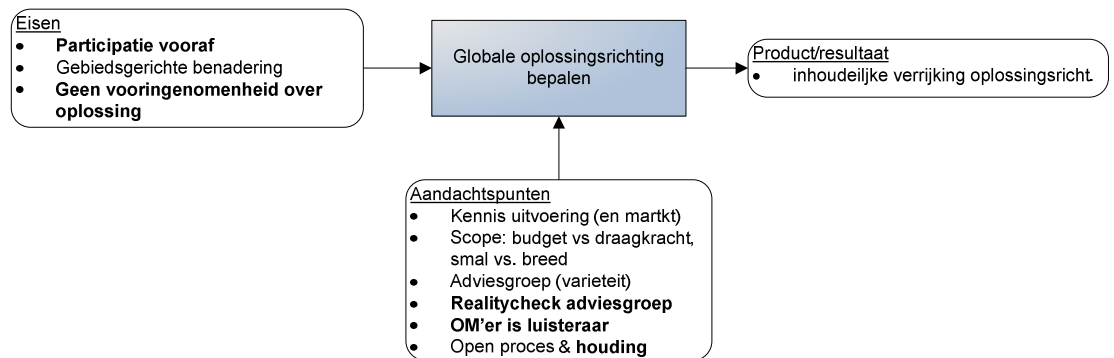 Eisen
• Participatie vooraf
• Gebiedsgerichte benadering
• Geen vooringenomenheid over
oplossing
Globale oplossingsrichting
bepalen
Product/resultaat
• inhoudeiljke verrijking oplossingsricht.
Aandachtspunten
• Kennis uitvoering (en martkt)
• Scope: budget vs draagkracht,
smal vs. breed
• Adviesgroep (varieteit)
• Realitycheck adviesgroep
• OM'er is luisteraar
• Open proces & houding